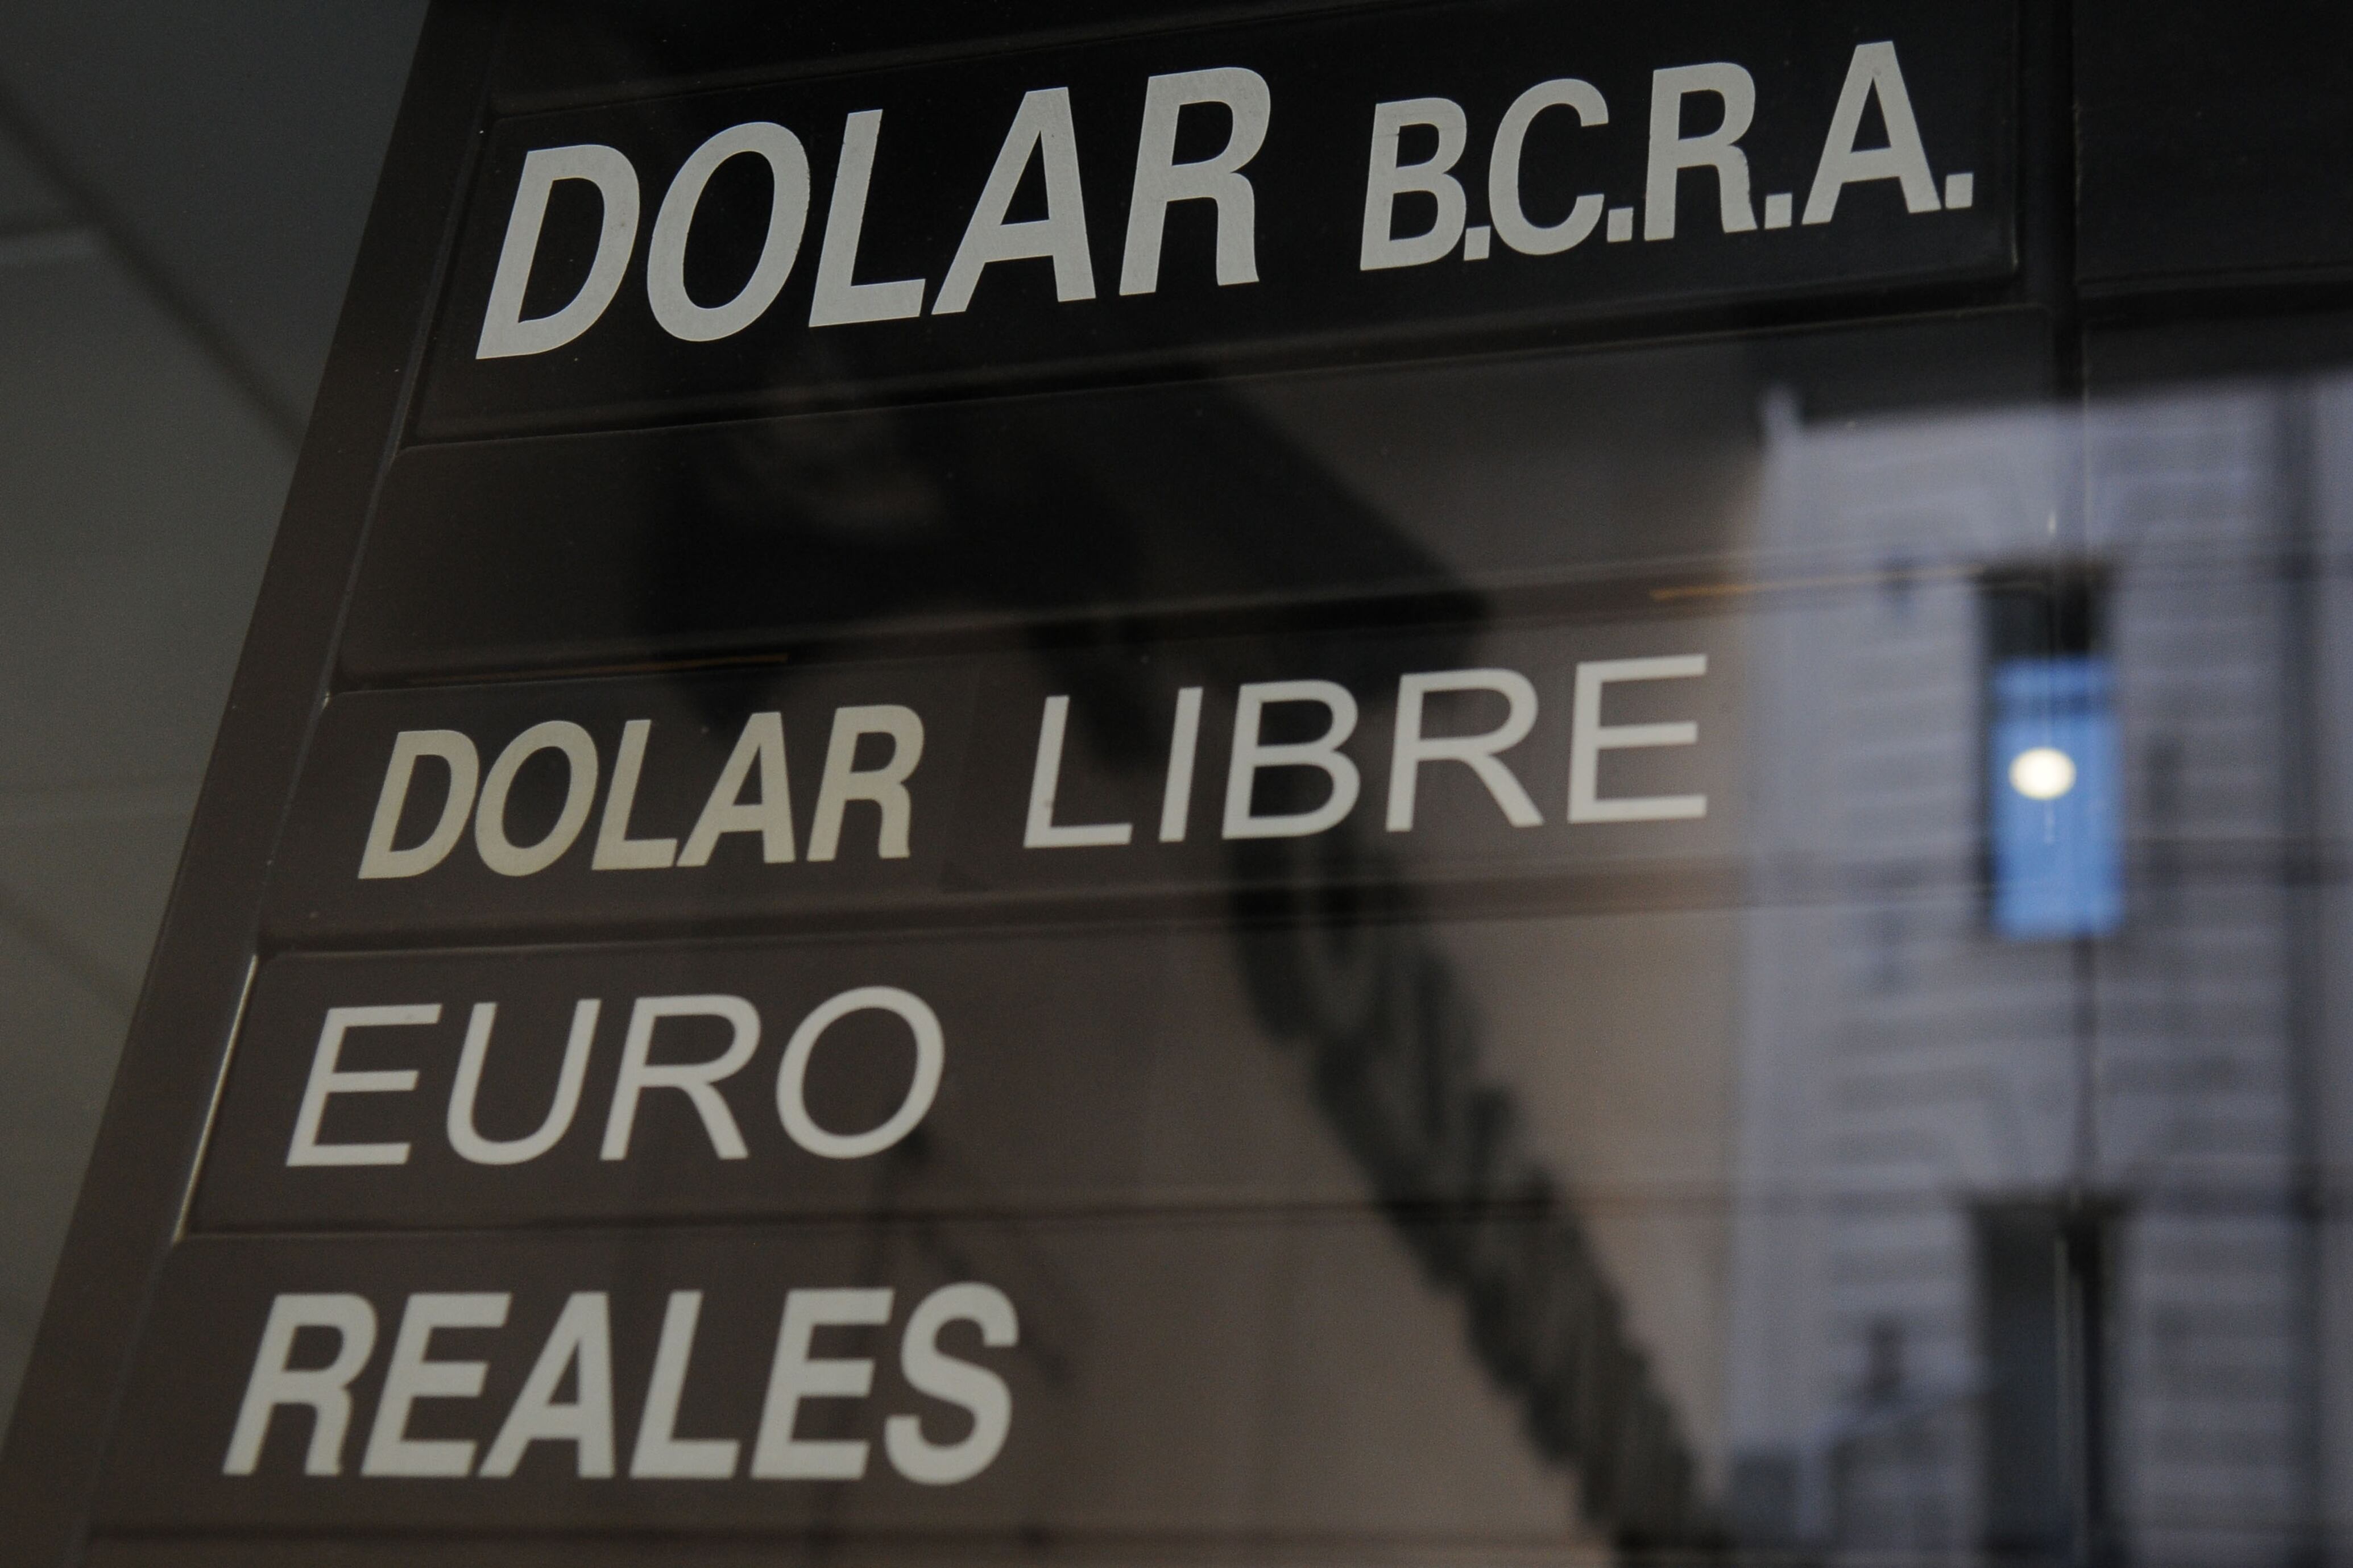 DOLAR B.C.R.A.
DOLAR LIBRE
EURO
REALES